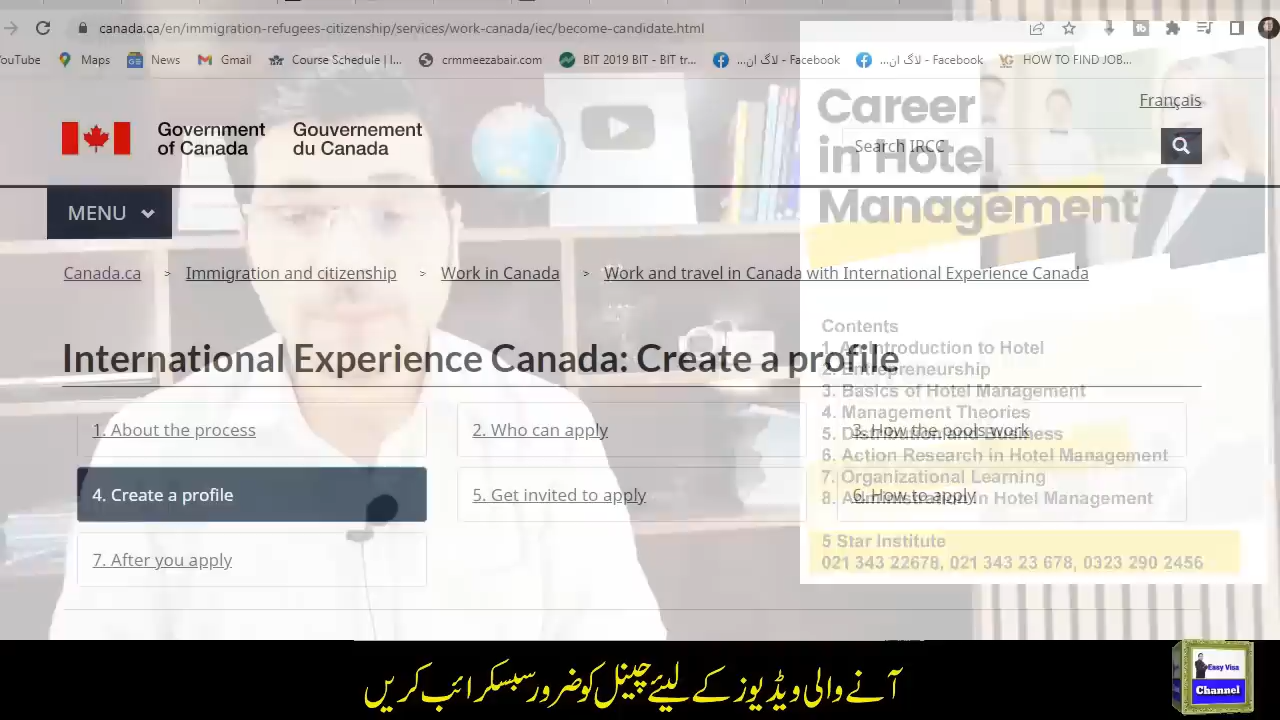 canada.ca/en/immigration-refugees-citizenship/services/work-canada/iec/become-candidate.html
YouTube
Maps
News
Gmail
Course Schedule | I...
crmmeezabair.com
BIT 2019 BIT - BIT tr...
لاگ ان - Facebook...
لاگ ان - Facebook...
HOW TO FIND JOB...
Government of Canada
Gouvernement du Canada
Français
Search IRCC
MENU
Canada.ca > Immigration and citizenship > Work in Canada > Work and travel in Canada with International Experience Canada
International Experience Canada: Create a profile
1. About the process
2. Who can apply
3. How the pools work
4. Create a profile
5. Get invited to apply
6. How to apply
7. After you apply
Career
in Hotel
Management
Contents
1. An Introduction to Hotel
2. Entrepreneurship
3. Basics of Hotel Management
4. Management Theories
5. Distribution and Business
6. Action Research in Hotel Management
7. Organizational Learning
8. Administration in Hotel Management
5 Star Institute
021 343 22678, 021 343 23 678, 0323 290 2456
آنے والی ویڈیوز کے لیئے چینل کو ضرور سبسکرائب کریں
Easy Visa
Channel